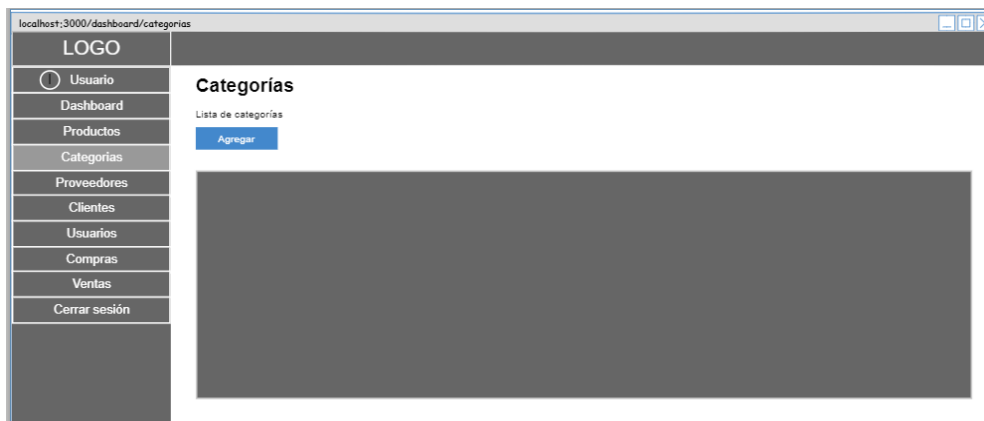 localhost:3000/dashboard/categorias
LOGO
Usuario
Dashboard
Productos
Categorias
Proveedores
Clientes
Usuarios
Compras
Ventas
Cerrar sesión
Categorías
Lista de categorías
Agregar